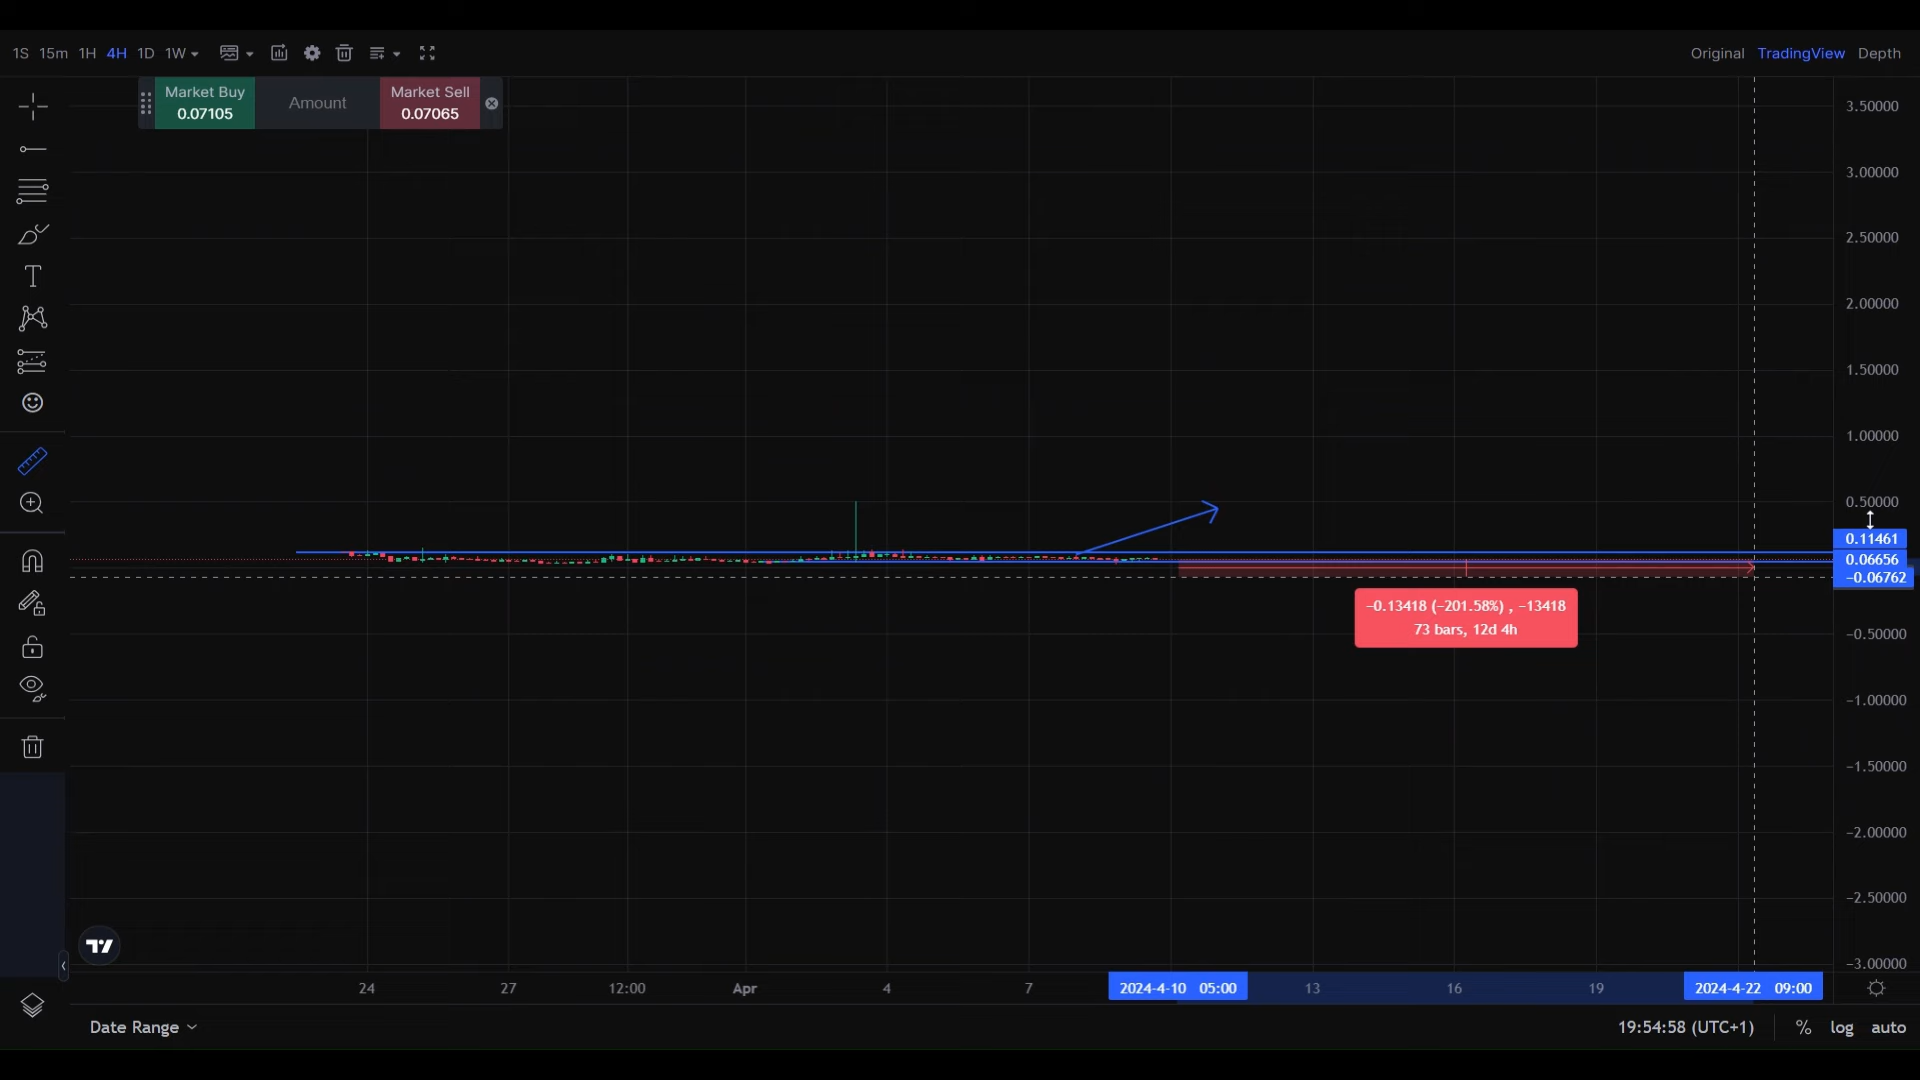 1S 15m 1H 4H 1D 1W
Original TradingView Depth
Market Buy
0.07105
Amount
Market Sell
0.07065
3.50000
3.00000
2.50000
2.00000
1.50000
1.00000
0.50000
0.11461
0.06656
−0.06762
−0.50000
−1.00000
−1.50000
−2.00000
−2.50000
−3.00000
−0.13418 (−201.58%) , −13418
73 bars, 12d 4h
24 27 12:00 Apr 4 7 2024-4-10 05:00 13 16 19 2024-4-22 09:00
Date Range
19:54:58 (UTC+1) % log auto